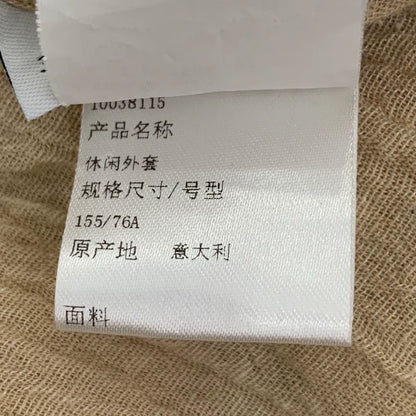 10038115
产品名称
休闲外套
规格尺寸/号型
155/76A
原产地 意大利
面料